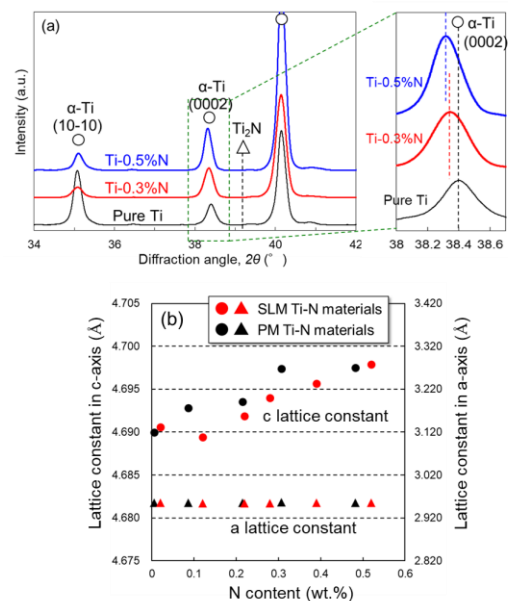 (a)
α-Ti
(10-10)
α-Ti
(0002)
Ti₂N
Ti-0.5%N
Ti-0.3%N
Pure Ti
Intensity (a.u.)
34 36 38 40 42
Diffraction angle, 2θ (°)
α-Ti
(0002)
Ti-0.5%N
Ti-0.3%N
Pure Ti
38 38.20 38.40 38.60
(b)
SLM Ti-N materials
PM Ti-N materials
c lattice constant
a lattice constant
Lattice constant in c-axis (Å)
4.705
4.700
4.695
4.690
4.685
4.680
4.675
Lattice constant in a-axis (Å)
3.420
3.320
3.260
3.120
3.060
2.920
2.820
0 0.1 0.2 0.3 0.4 0.5 0.6
N content (wt.%)